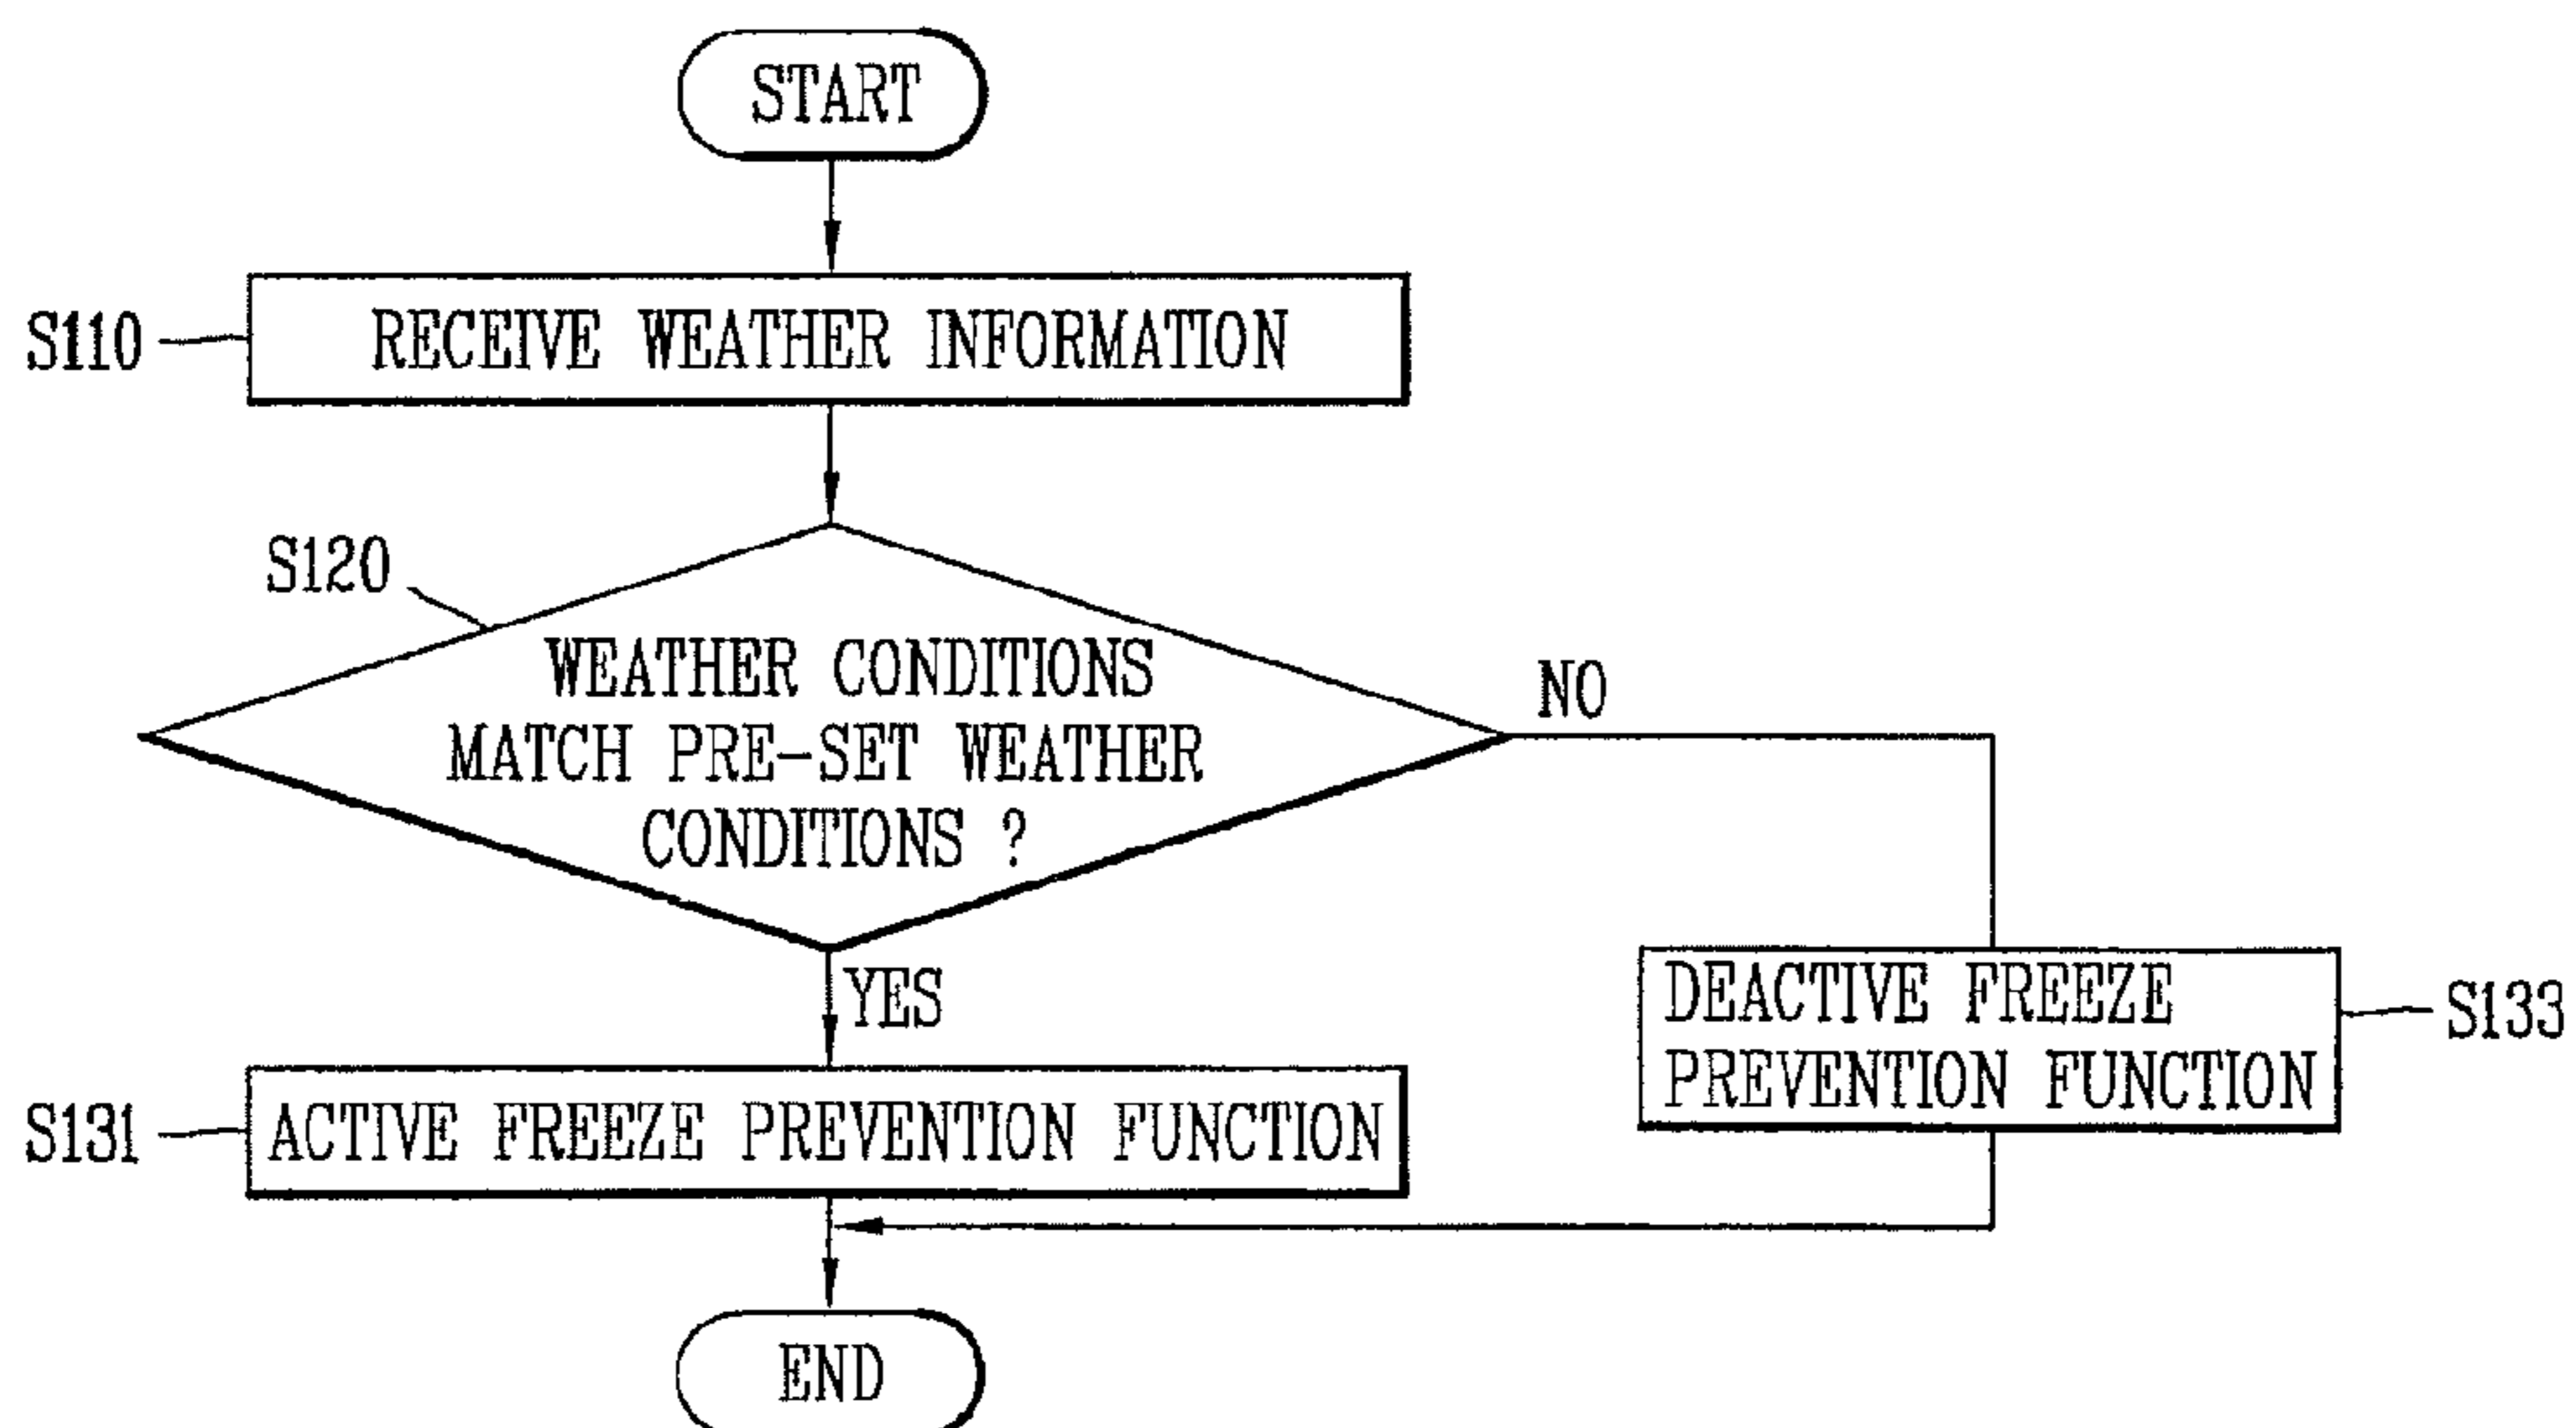 START
S110
RECEIVE WEATHER INFORMATION
S120
WEATHER CONDITIONS
MATCH PRE-SET WEATHER
CONDITIONS ?
NO
YES
DEACTIVE FREEZE
PREVENTION FUNCTION
S133
S131
ACTIVE FREEZE PREVENTION FUNCTION
END